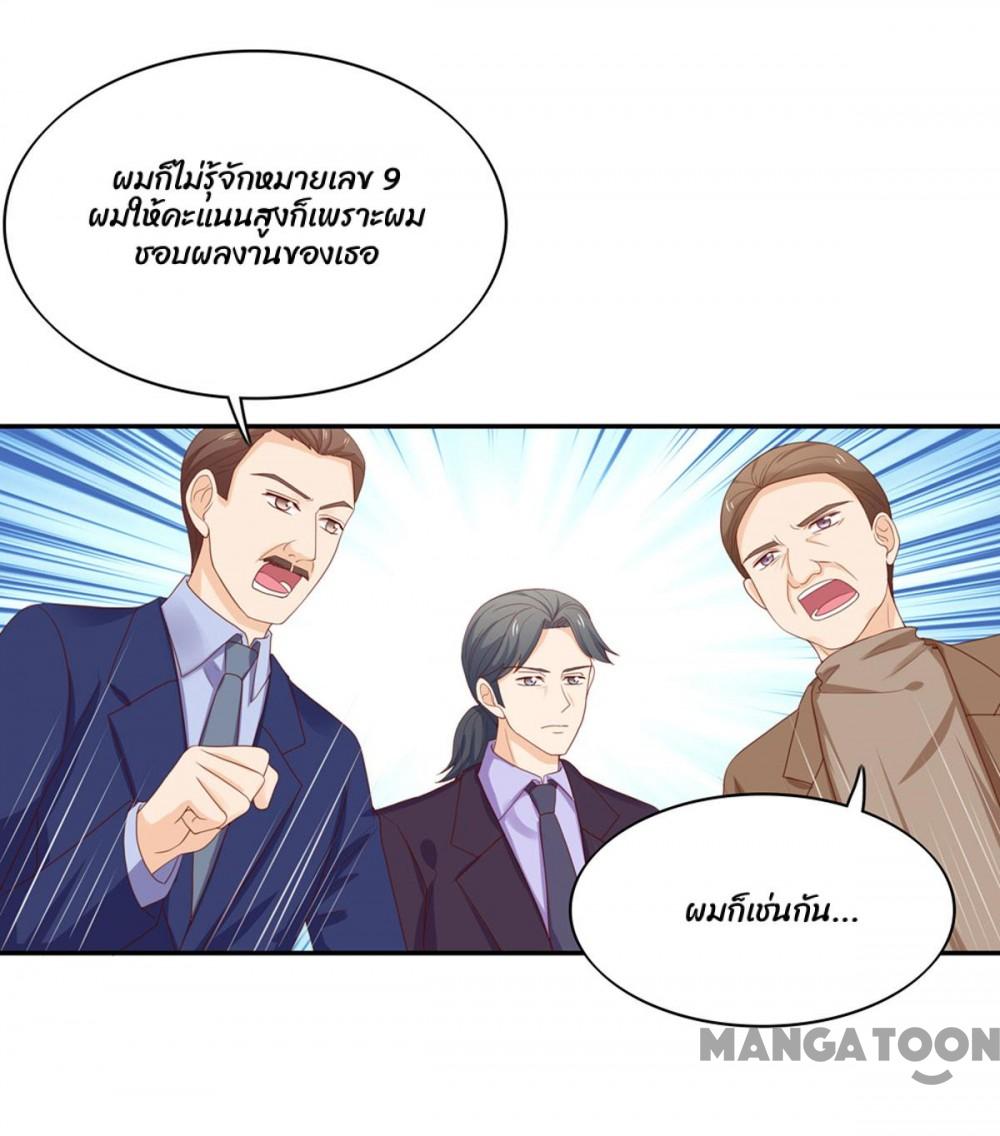 ผมก็ไม่รู้จักหมายเลข 9
ผมให้คะแนนสูงก็เพราะผม
ชอบผลงานของเธอ
ผมก็เช่นกัน...
MANGATOON